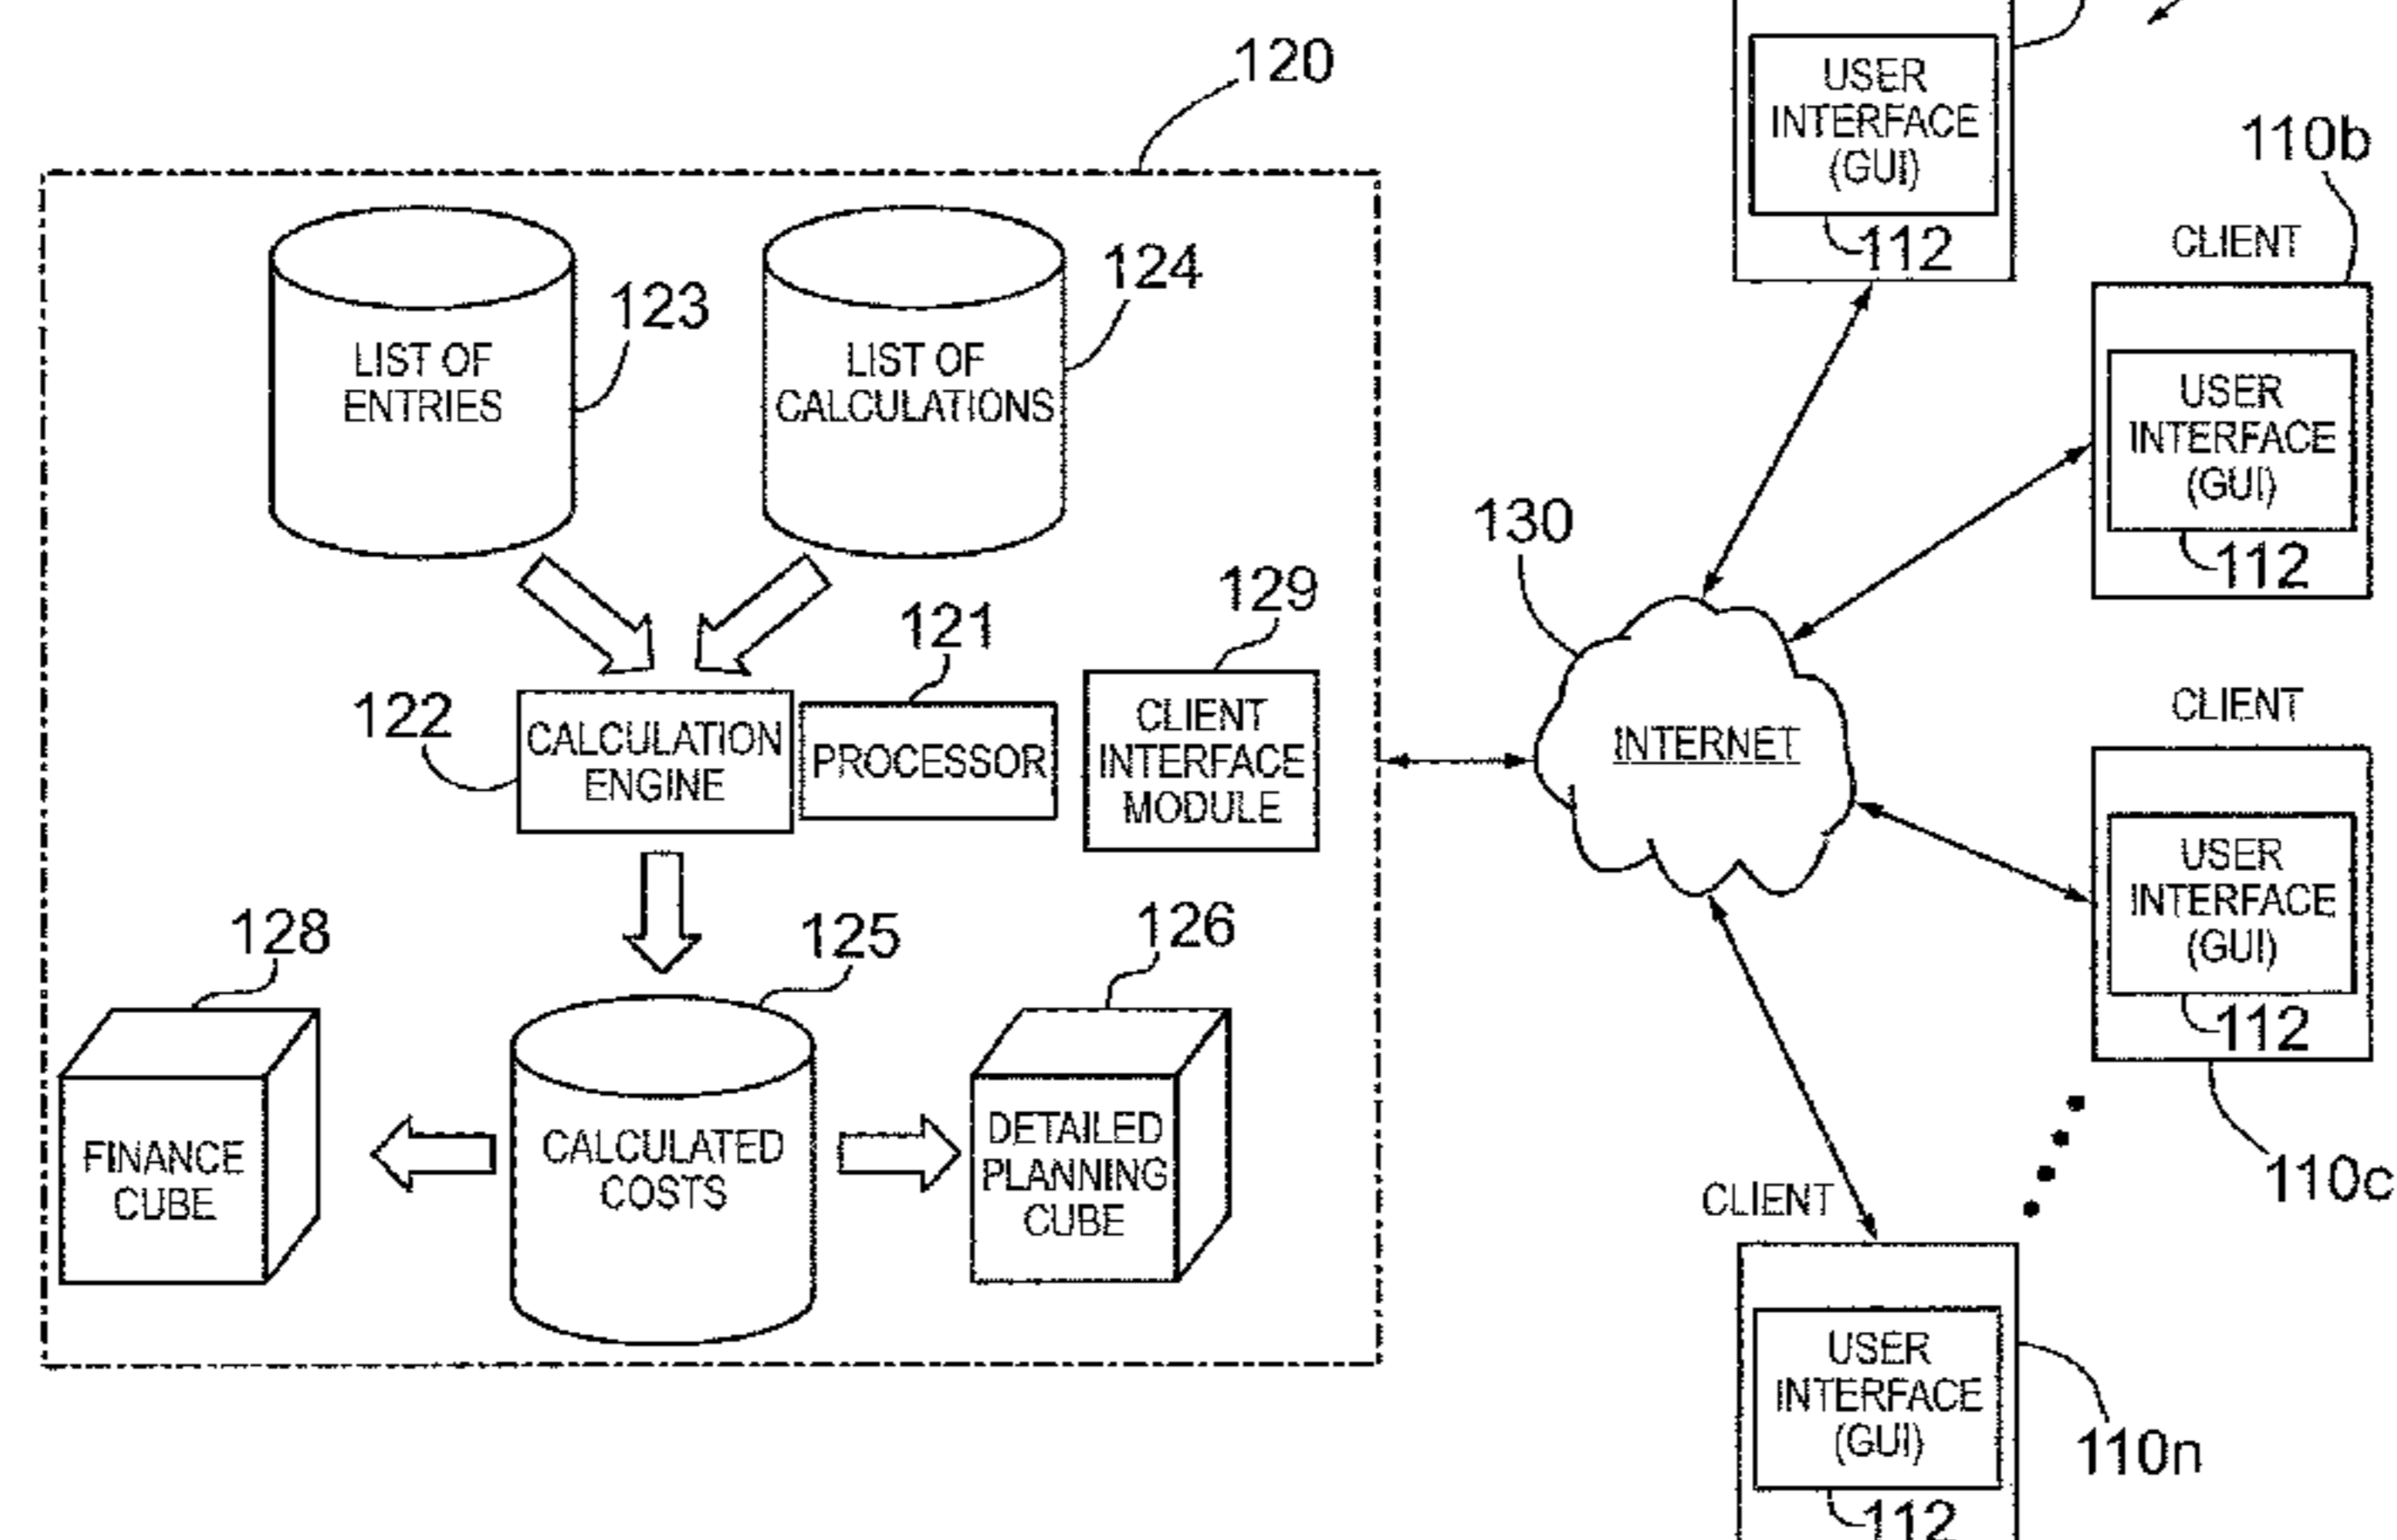 120
USER
INTERFACE
(GUI)
112
110b
CLIENT
USER
INTERFACE
(GUI)
112
123
LIST OF
ENTRIES
124
LIST OF
CALCULATIONS
130
INTERNET
129
CLIENT
INTERFACE
MODULE
121
PROCESSOR
122
CALCULATION
ENGINE
CLIENT
USER
INTERFACE
(GUI)
112
110c
128
FINANCE
CUBE
125
CALCULATED
COSTS
126
DETAILED
PLANNING
CUBE
CLIENT
USER
INTERFACE
(GUI)
110n
112